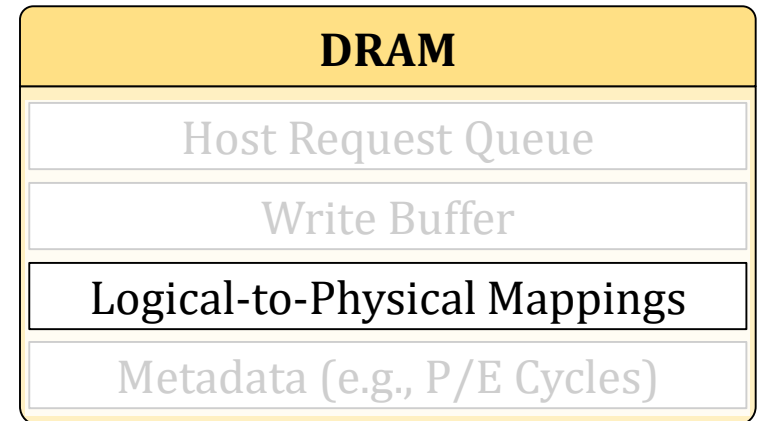 DRAM
Host Request Queue
Write Buffer
Logical-to-Physical Mappings
Metadata (e.g., P/E Cycles)